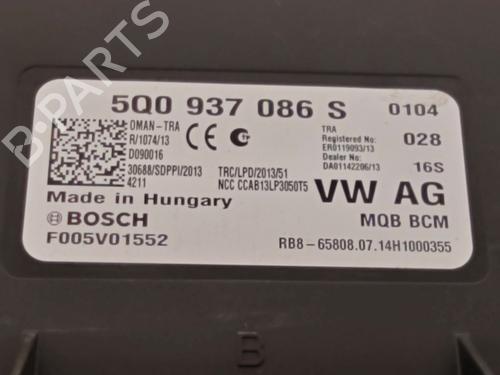 B-PARTS
5Q0 937 086 S 0104
OMAN-TRA
R/1074/13
D090016
30688/SDPPI/2013
4211
CE
TRC/LPD/2013/51
NCC CCAB13LP3050T5
TRA
Registered No:
ER0119093/13
Dealer No:
DA01142206/13
028
16S
Made in Hungary
VW AG
BOSCH
MQB BCM
F005V01552
RB8-65808.07.14H1000355
B